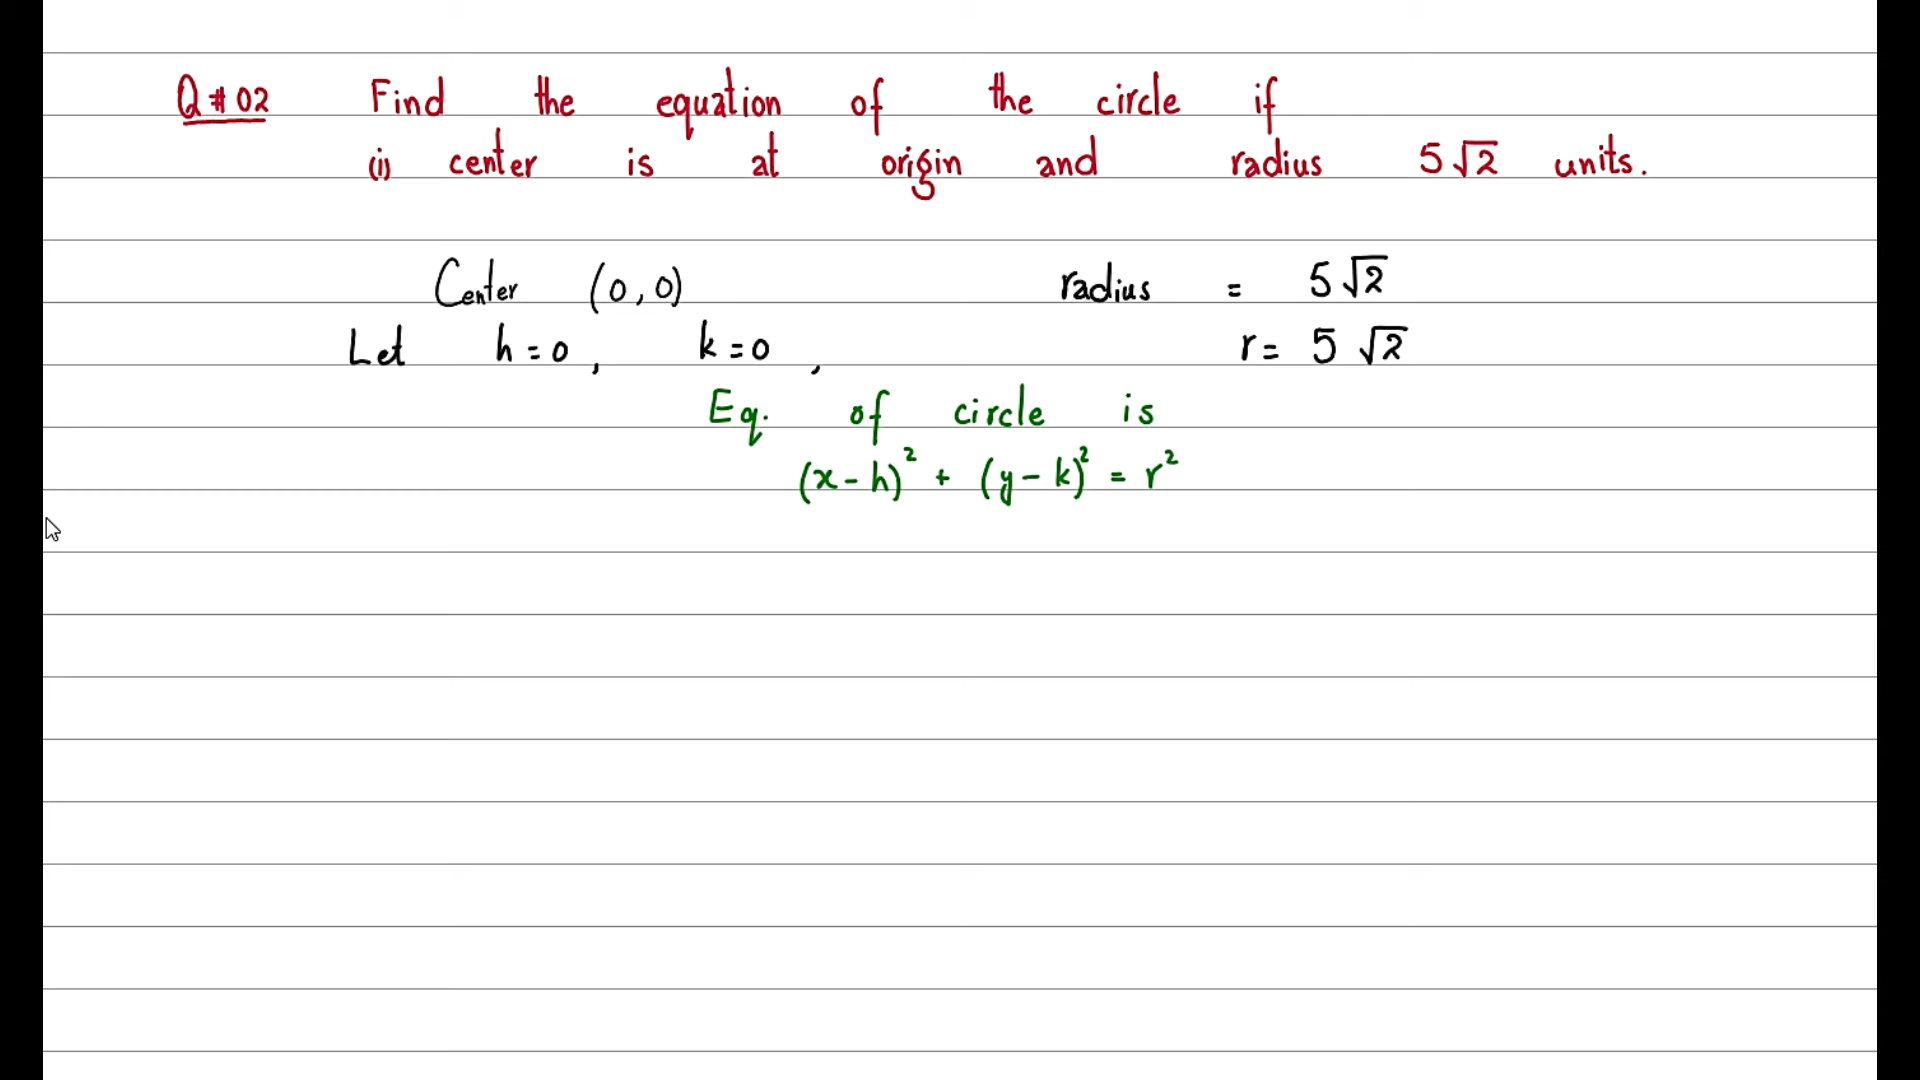 Q # 02 Find the equation of the circle if
(i) center is at origin and radius 5√2 units.
Center (0,0) radius = 5√2
Let h=0, k=0, r= 5 √2
Eq. of circle is
(x-h)² + (y-k)² = r²